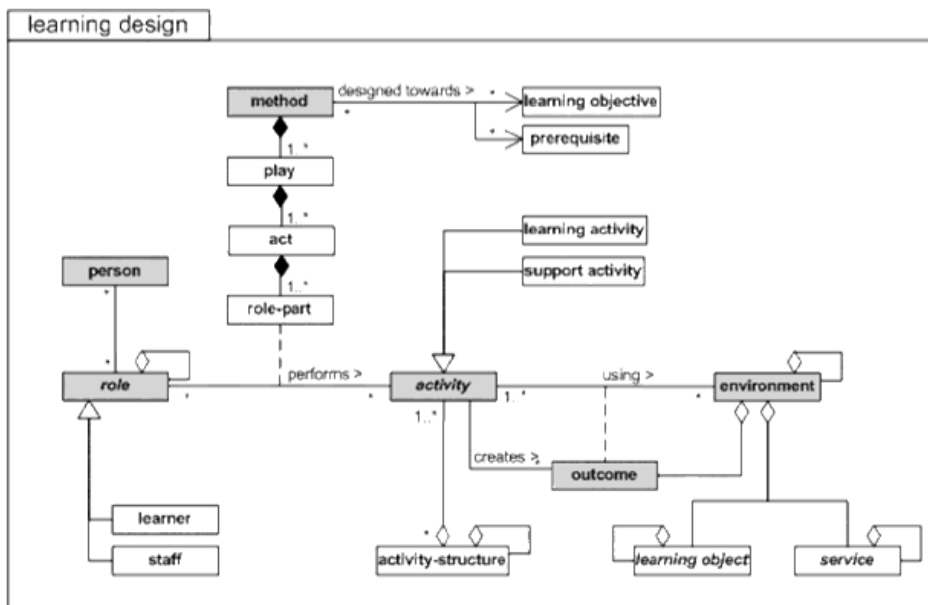 learning design
designed towards >
method
*
*
learning objective
*
prerequisite
1..*
play
1..*
act
learning activity
person
support activity
*
1..*
role-part
*
performs >
using >
role
activity
environment
*
*
1..*
1..*
*
creates >
*
outcome
learner
*
staff
activity-structure
learning object
service